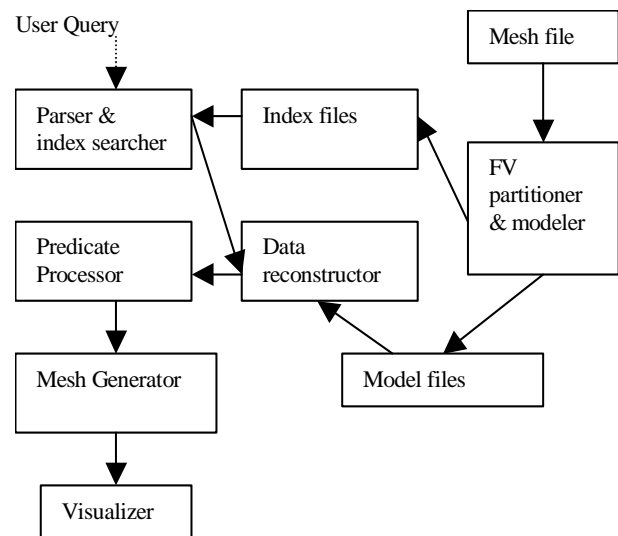 User Query
Mesh file
Parser &
index searcher
Index files
FV
partitioner
& modeler
Predicate
Processor
Data
reconstructor
Mesh Generator
Model files
Visualizer